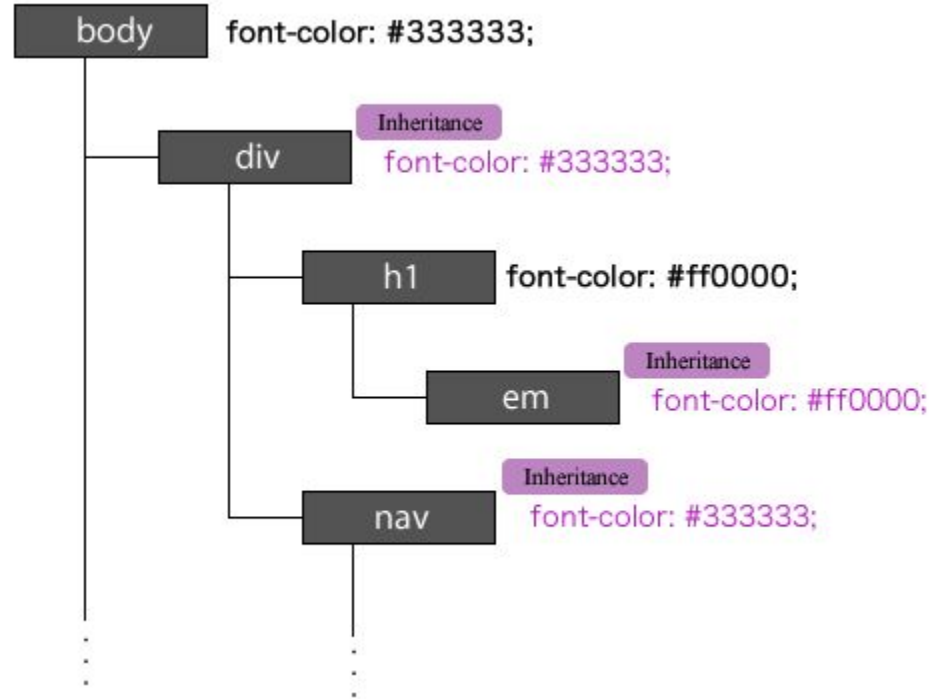 body font-color: #333333;
Inheritance
div font-color: #333333;
h1 font-color: #ff0000;
Inheritance
em font-color: #ff0000;
Inheritance
nav font-color: #333333;